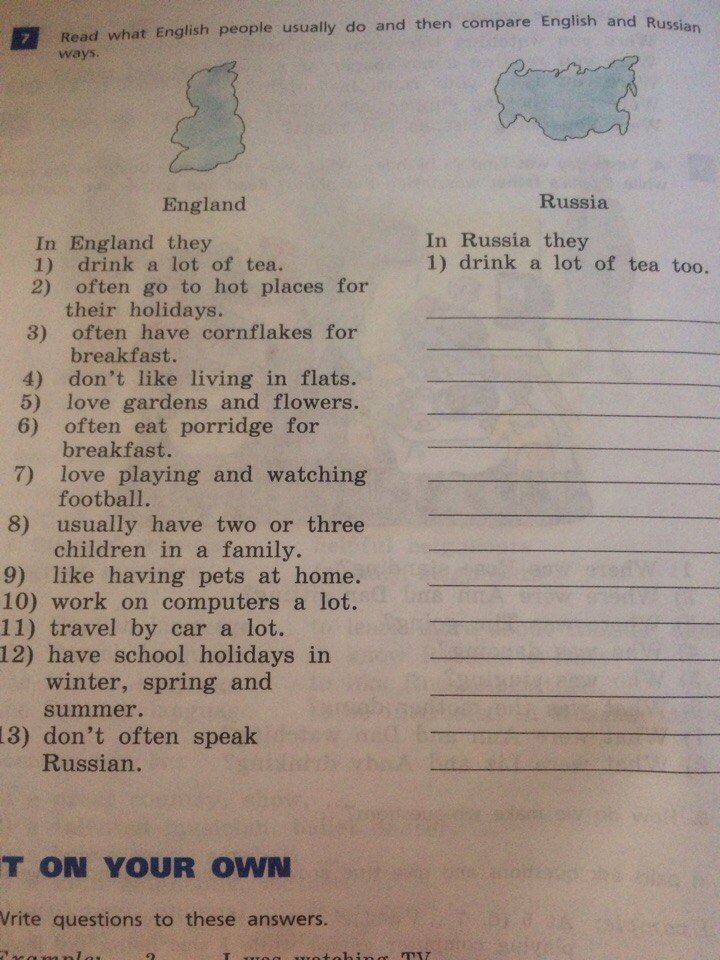 7 Read what English people usually do and then compare English and Russian
ways.
England
Russia
In England they
1) drink a lot of tea.
2) often go to hot places for
their holidays.
3) often have cornflakes for
breakfast.
4) don't like living in flats.
5) love gardens and flowers.
6) often eat porridge for
breakfast.
7) love playing and watching
football.
8) usually have two or three
children in a family.
9) like having pets at home.
10) work on computers a lot.
11) travel by car a lot.
12) have school holidays in
winter, spring and
summer.
13) don't often speak
Russian.
In Russia they
1) drink a lot of tea too.
IT ON YOUR OWN
Write questions to these answers.
Example: ? I was watching TV